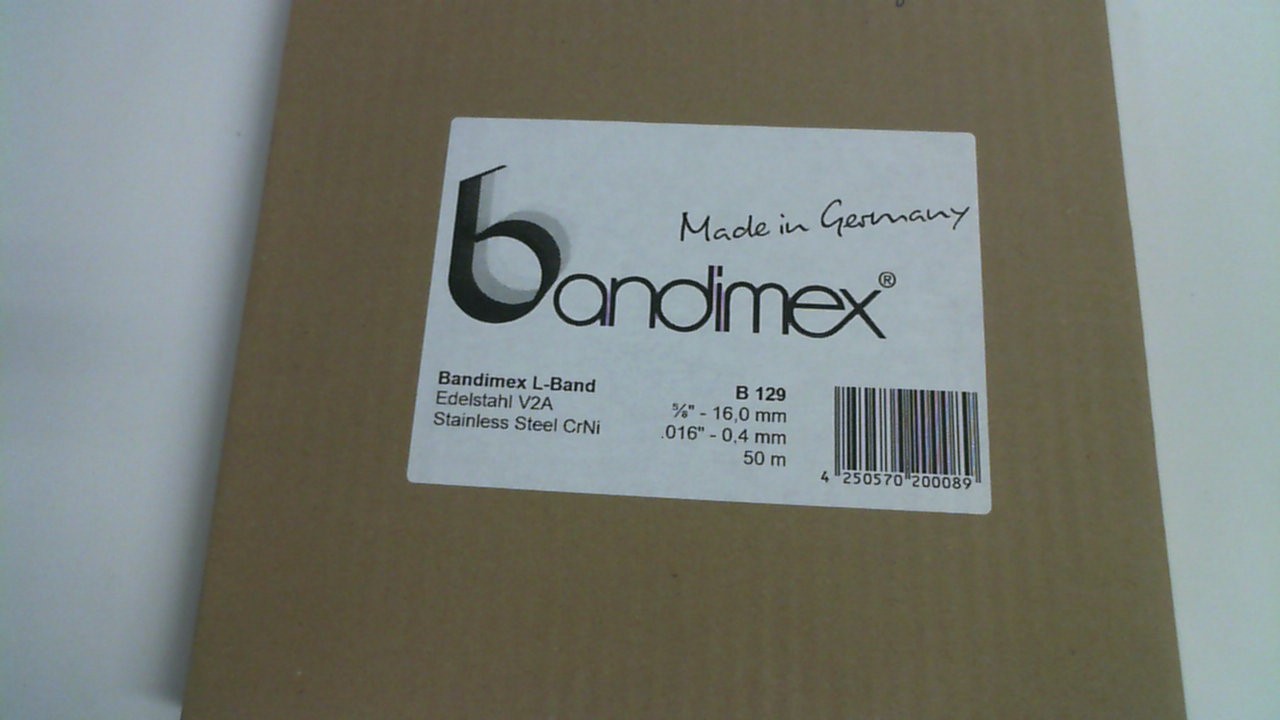 Made in Germany
bandimex®
Bandimex L-Band
Edelstahl V2A
Stainless Steel CrNi
B 129
⅝" - 16,0 mm
.016" - 0,4 mm
50 m
4 250570 200089